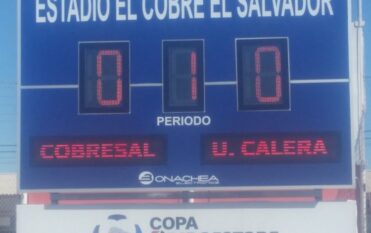 ESTADIO EL COBRE EL SALVADOR
0 1 0
PERIODO
COBRESAL U. CALERA
ONACHEA
COPA